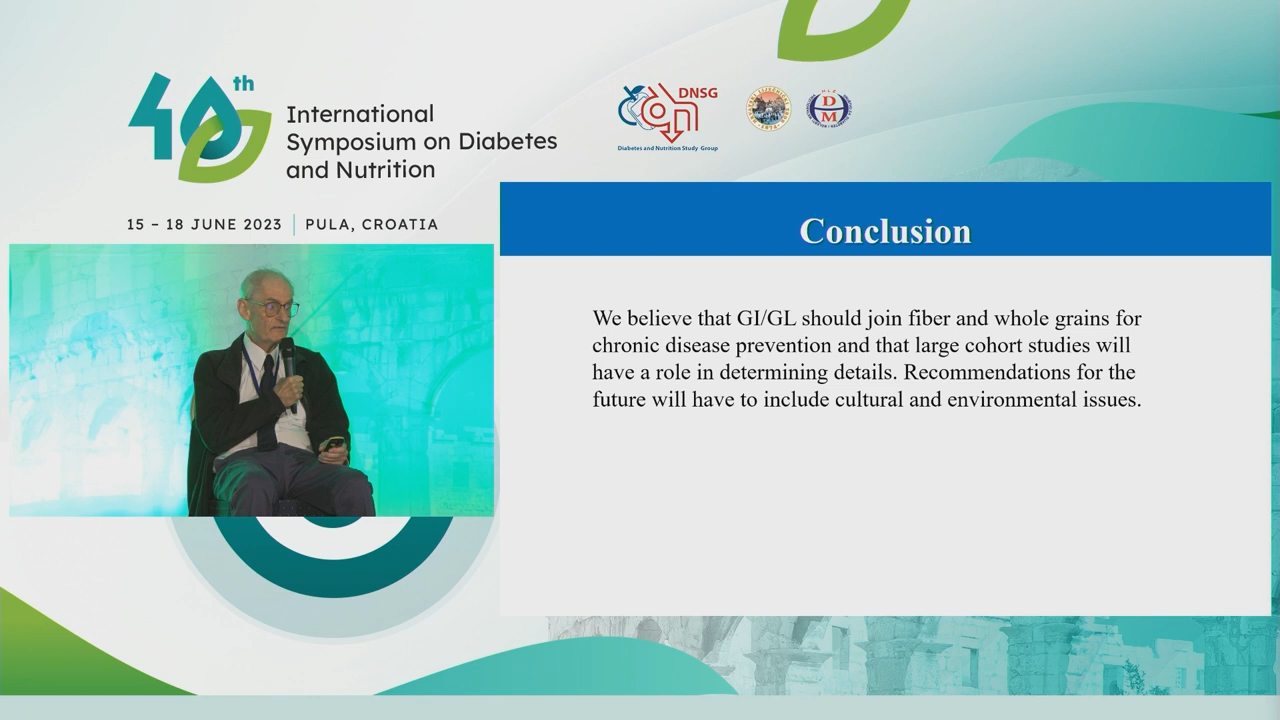 40th
International
Symposium on Diabetes
and Nutrition
15 – 18 JUNE 2023 | PULA, CROATIA
DNSG
Diabetes and Nutrition Study Group
DM
Conclusion
We believe that GI/GL should join fiber and whole grains for
chronic disease prevention and that large cohort studies will
have a role in determining details. Recommendations for the
future will have to include cultural and environmental issues.